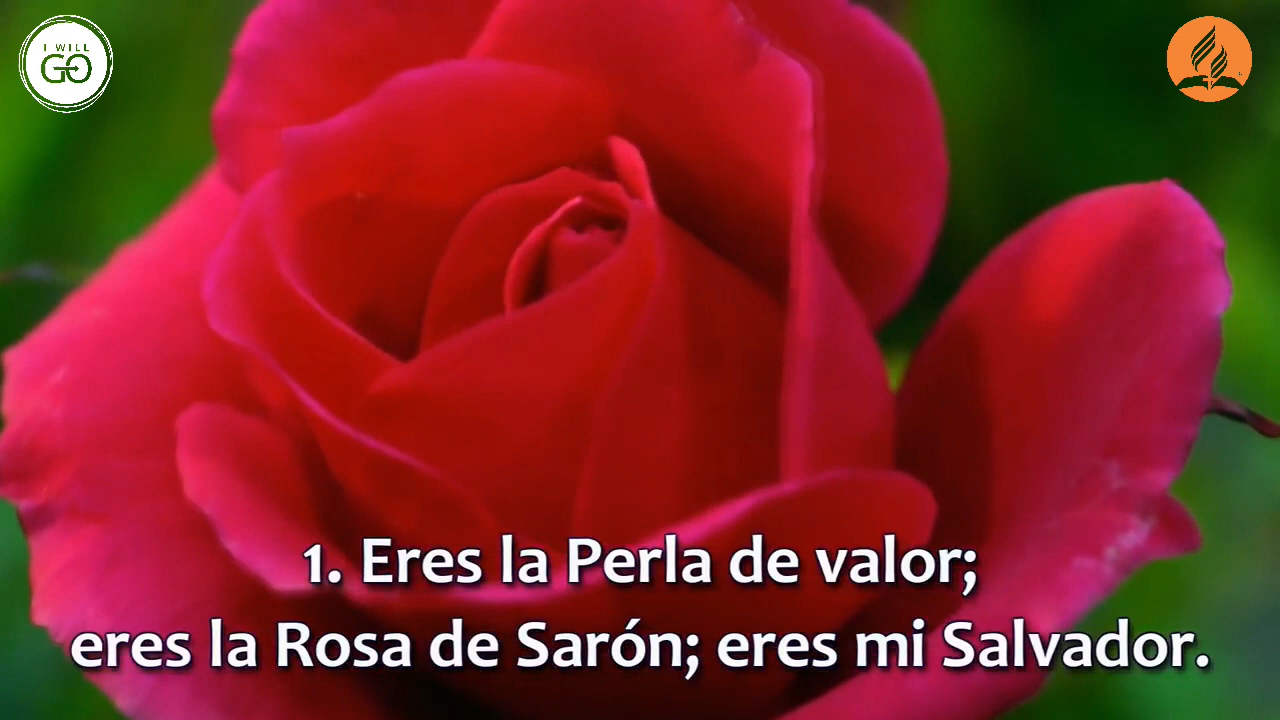 I WILL
GO
1. Eres la Perla de valor;
eres la Rosa de Sarón; eres mi Salvador.